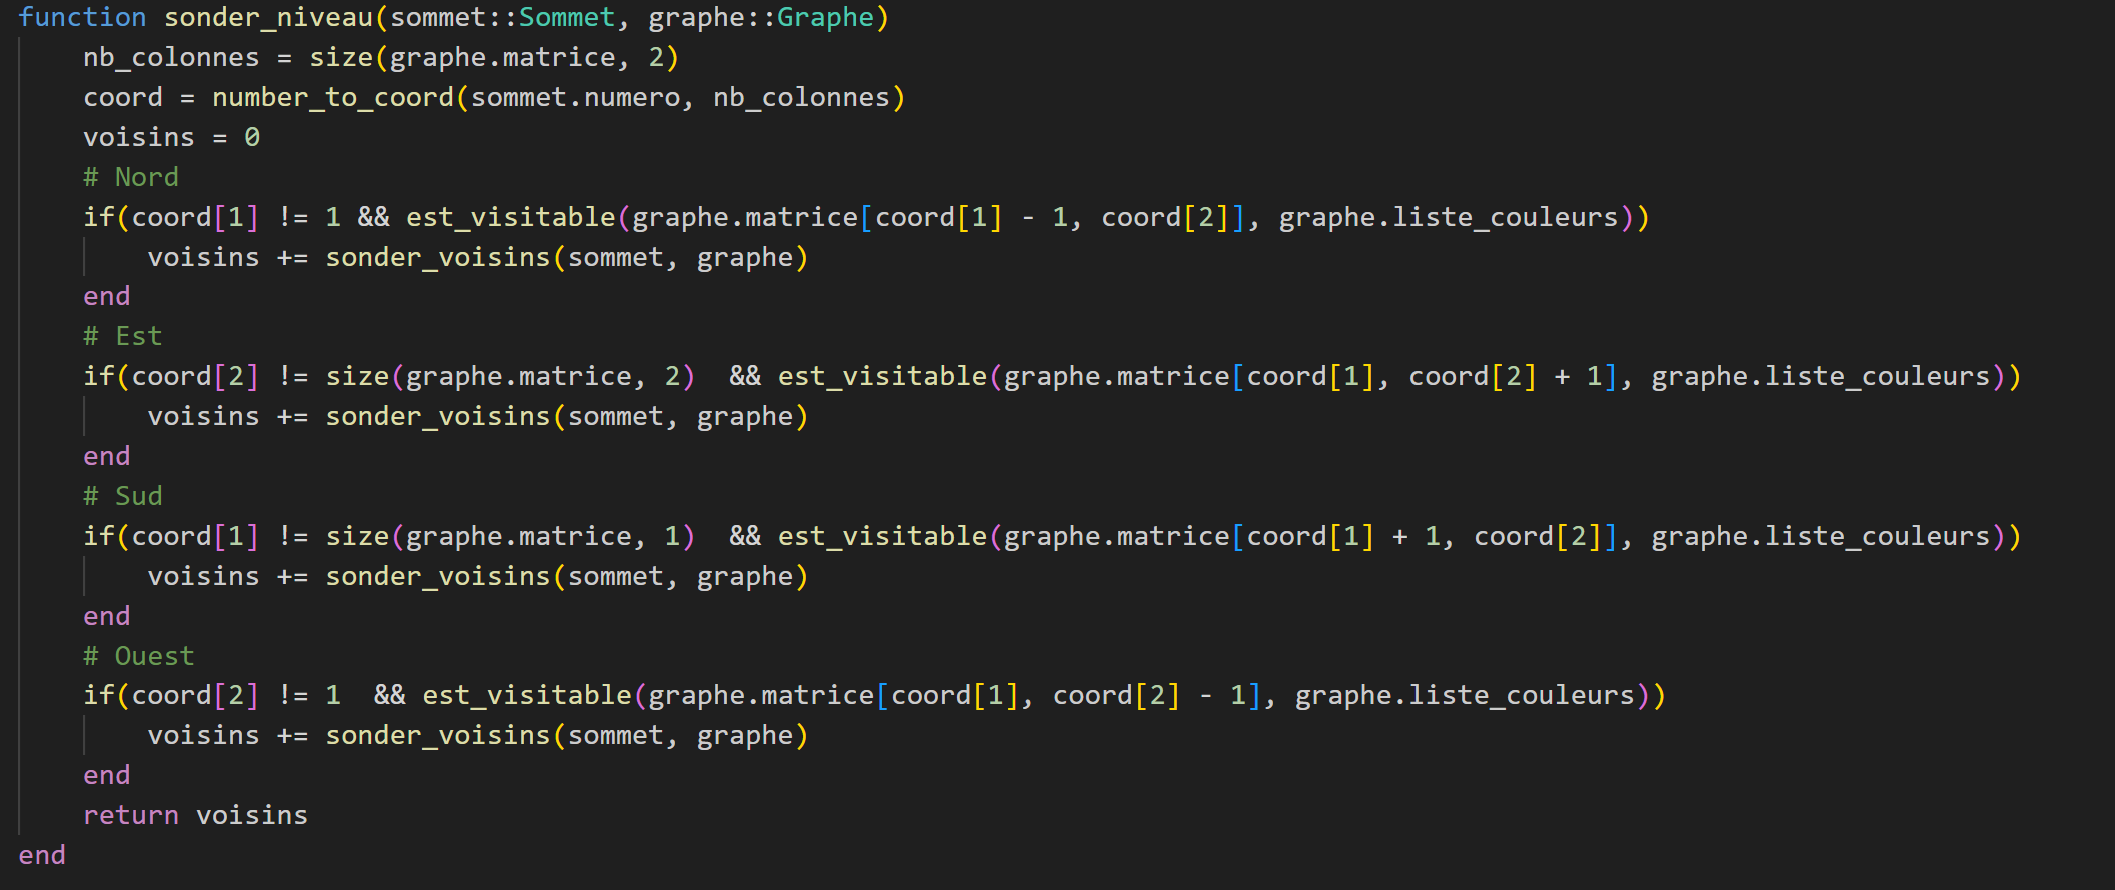 function sonder_niveau(sommet::Sommet, graphe::Graphe)
    nb_colonnes = size(graphe.matrice, 2)
    coord = number_to_coord(sommet.numero, nb_colonnes)
    voisins = 0
    # Nord
    if(coord[1] != 1 && est_visitable(graphe.matrice[coord[1] - 1, coord[2]], graphe.liste_couleurs))
        voisins += sonder_voisins(sommet, graphe)
    end
    # Est
    if(coord[2] != size(graphe.matrice, 2)  && est_visitable(graphe.matrice[coord[1], coord[2] + 1], graphe.liste_couleurs))
        voisins += sonder_voisins(sommet, graphe)
    end
    # Sud
    if(coord[1] != size(graphe.matrice, 1)  && est_visitable(graphe.matrice[coord[1] + 1, coord[2]], graphe.liste_couleurs))
        voisins += sonder_voisins(sommet, graphe)
    end
    # Ouest
    if(coord[2] != 1  && est_visitable(graphe.matrice[coord[1], coord[2] - 1], graphe.liste_couleurs))
        voisins += sonder_voisins(sommet, graphe)
    end
    return voisins
end